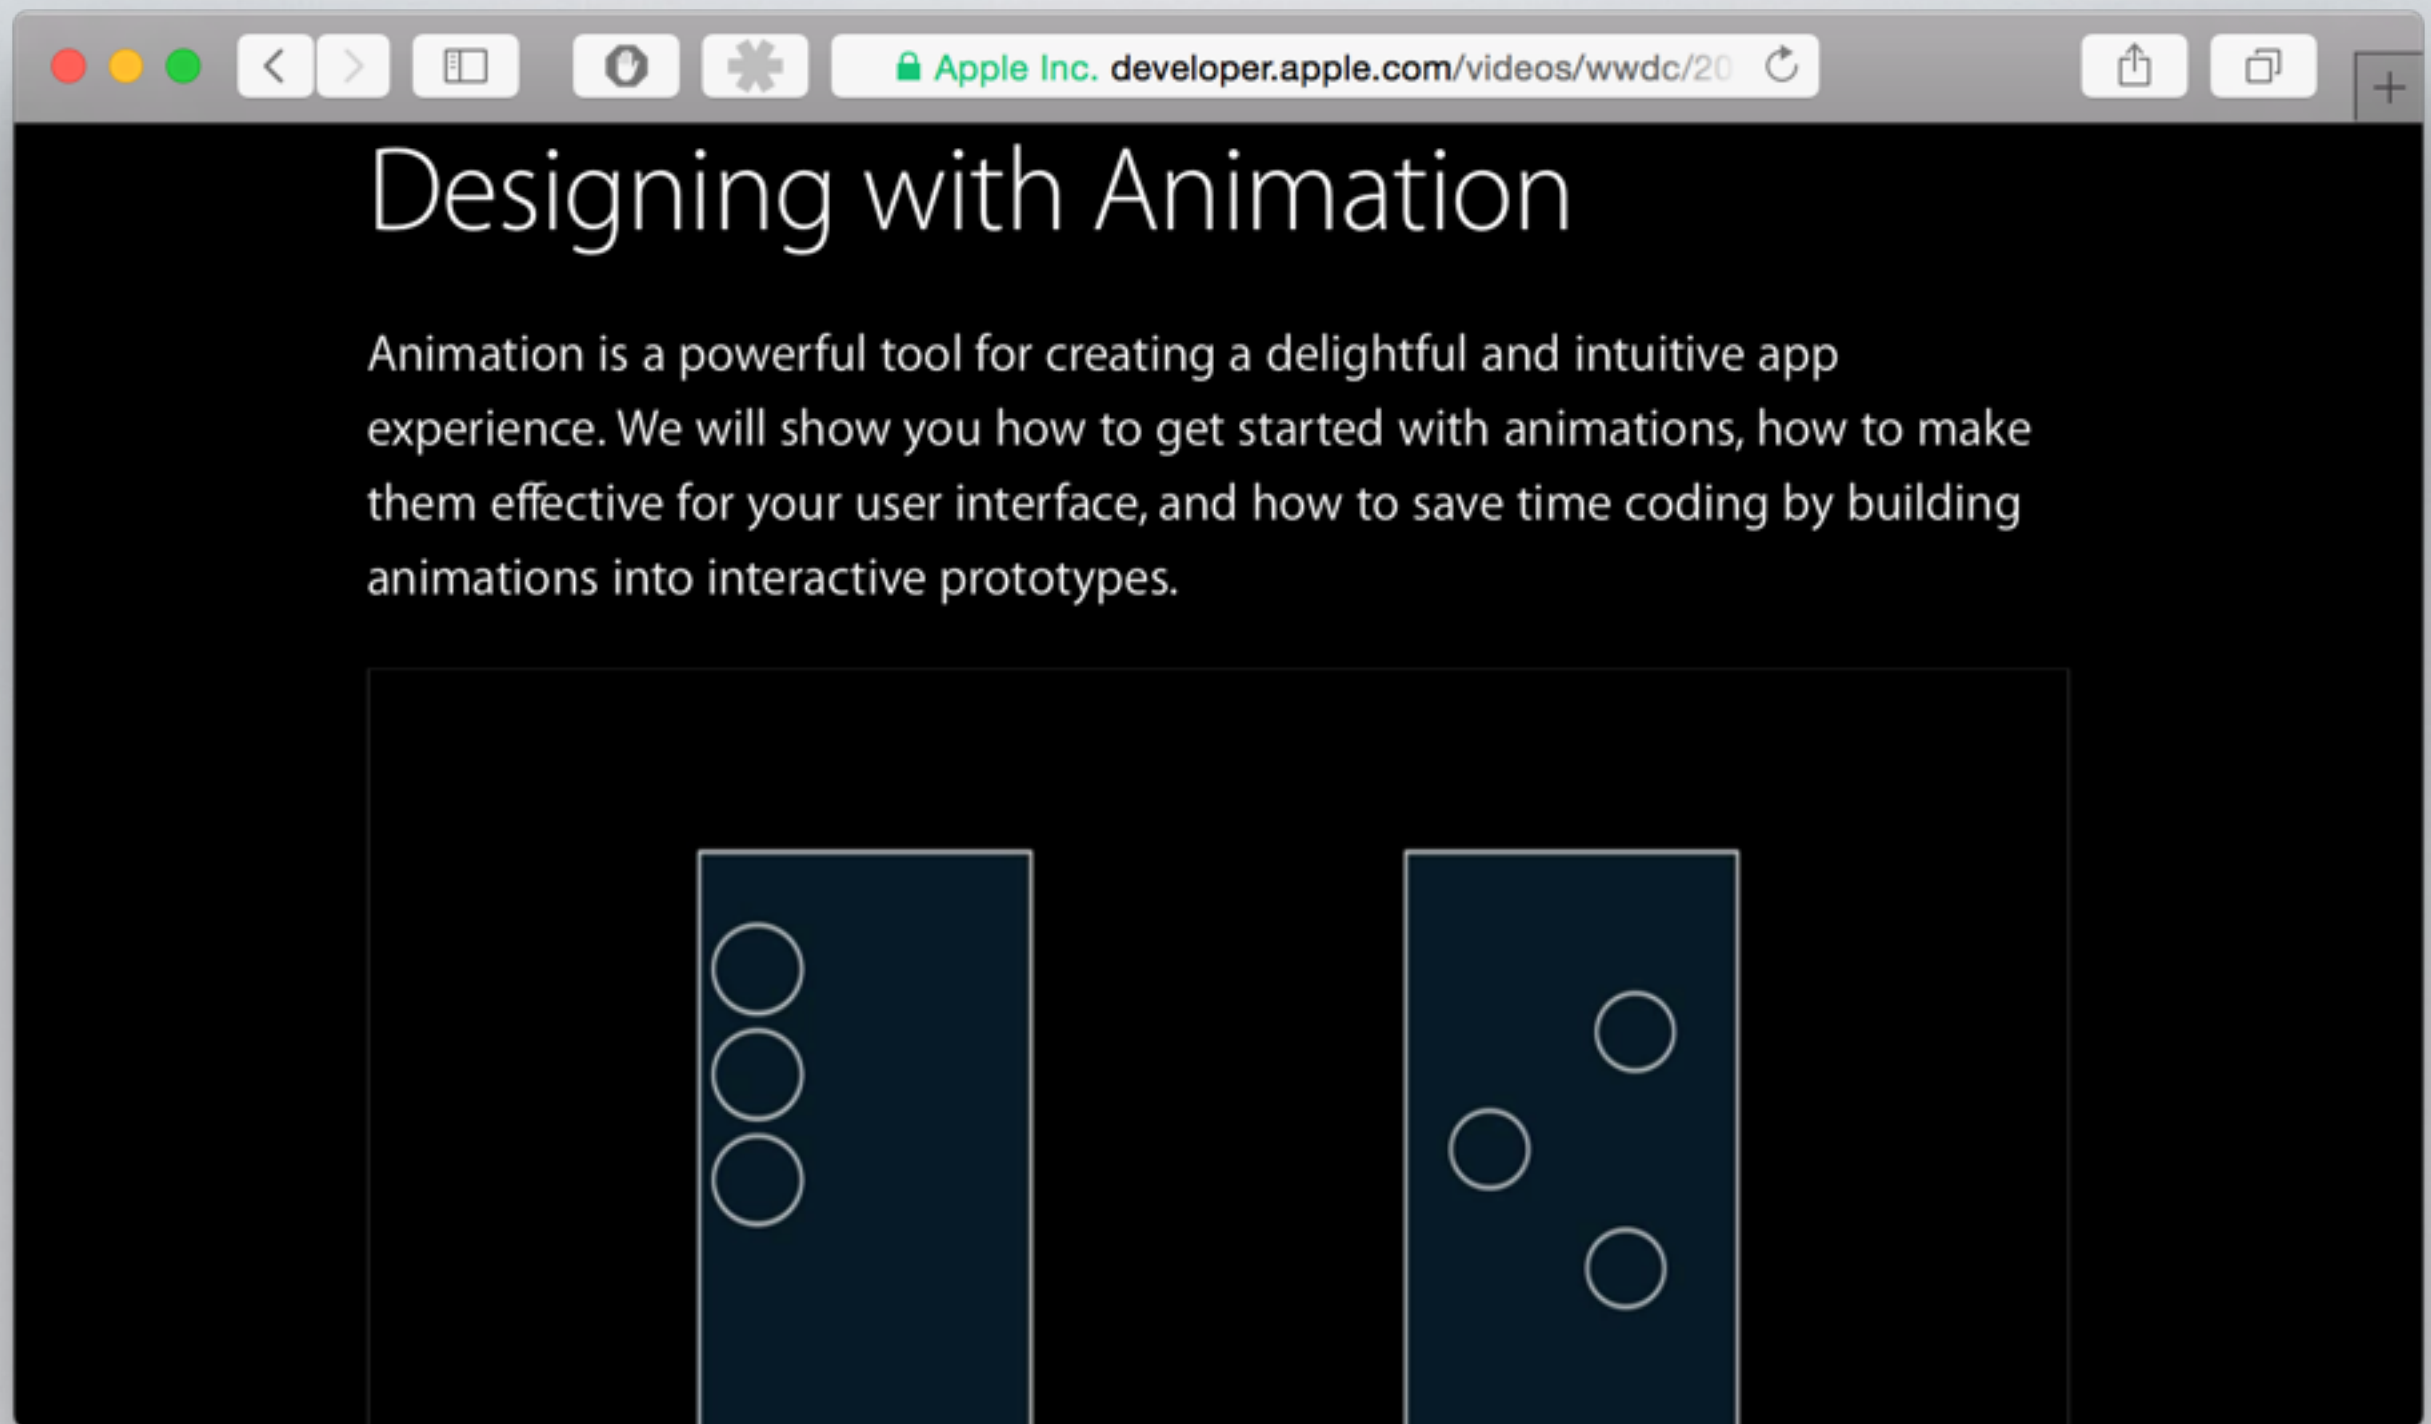 Apple Inc. developer.apple.com/videos/wwdc/20
Designing with Animation
Animation is a powerful tool for creating a delightful and intuitive app
experience. We will show you how to get started with animations, how to make
them effective for your user interface, and how to save time coding by building
animations into interactive prototypes.